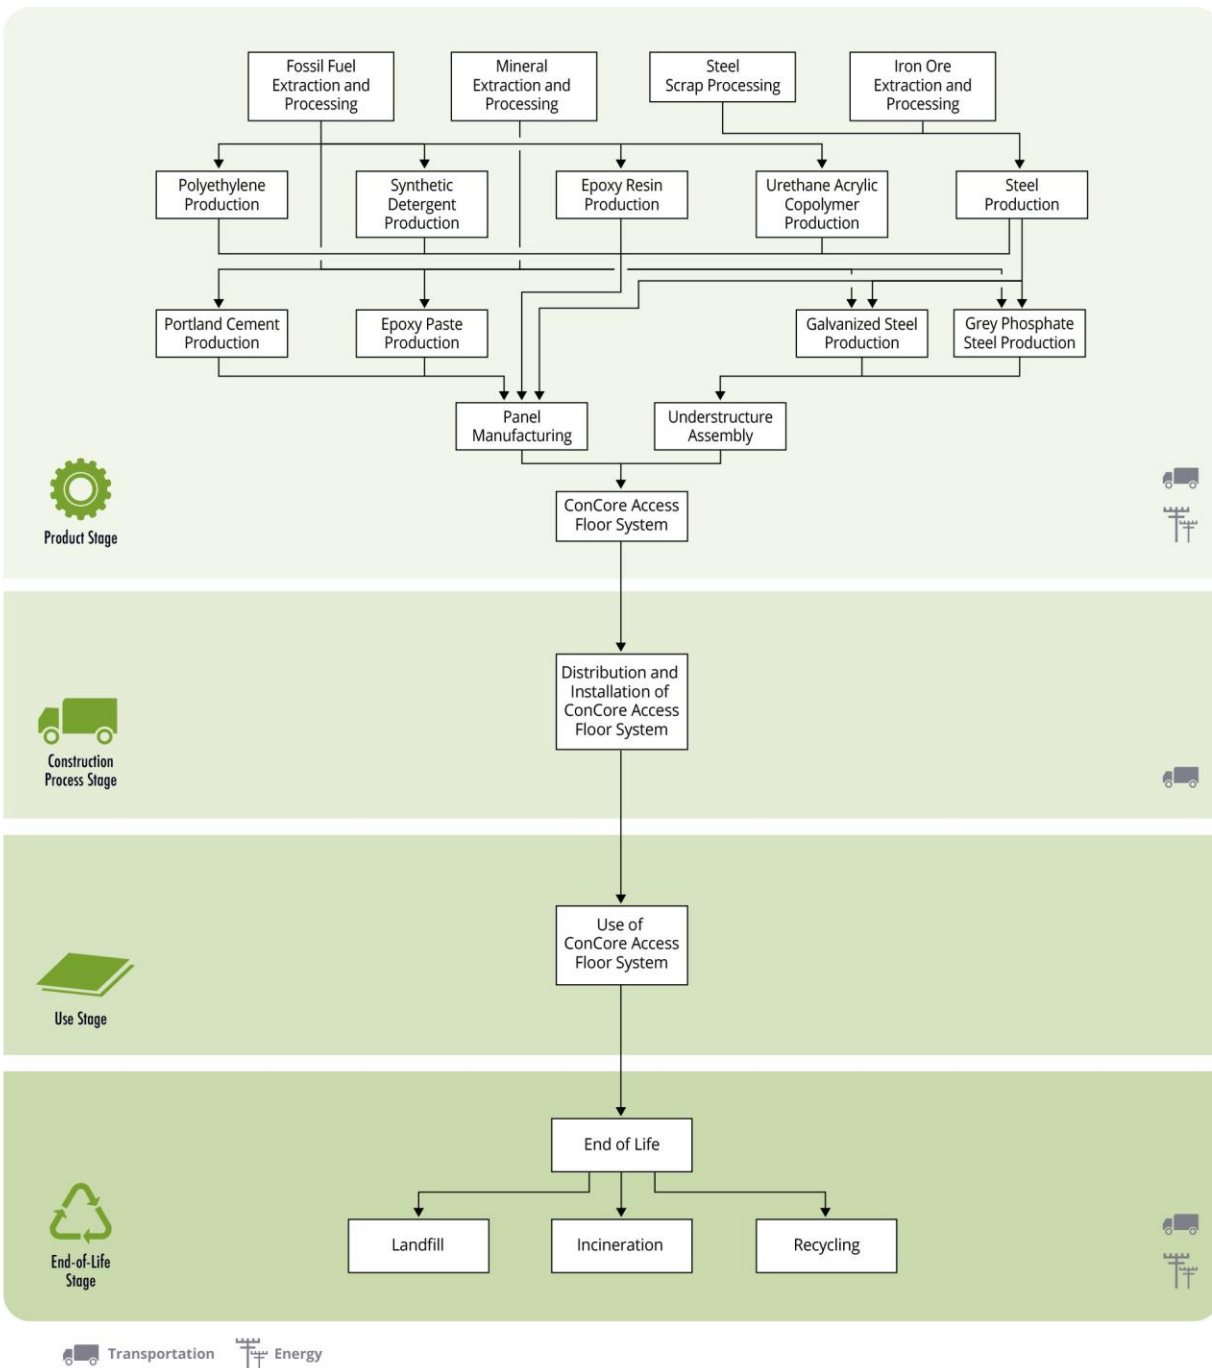 Fossil Fuel
Extraction and
Processing
Mineral
Extraction and
Processing
Steel
Scrap Processing
Iron Ore
Extraction and
Processing
Polyethylene
Production
Synthetic
Detergent
Production
Epoxy Resin
Production
Urethane Acrylic
Copolymer
Production
Steel
Production
Portland Cement
Production
Epoxy Paste
Production
Galvanized Steel
Production
Grey Phosphate
Steel Production
Panel
Manufacturing
Understructure
Assembly
ConCore Access
Floor System
Product Stage
Distribution and
Installation of
ConCore Access
Floor System
Construction
Process Stage
Use of
ConCore Access
Floor System
Use Stage
End of Life
Landfill
Incineration
Recycling
End-of-Life
Stage
Transportation
Energy